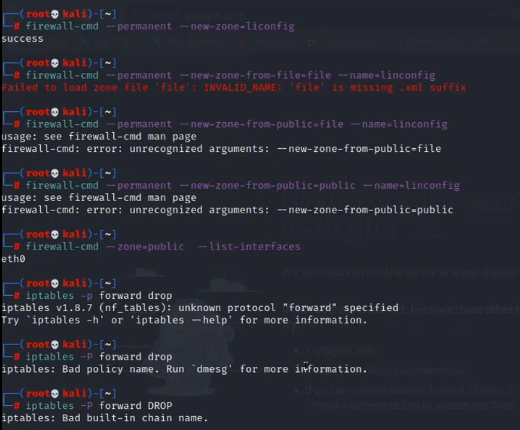 (root💀kali)-[~]
# firewall-cmd --permanent --new-zone=liconfig
success
(root💀kali)-[~]
# firewall-cmd --permanent --new-zone-from-file=file --name=linconfig
Failed to load zone file 'file': INVALID_NAME: 'file' is missing .xml suffix
(root💀kali)-[~]
# firewall-cmd --permanent --new-zone-from-public=file --name=linconfig
usage: see firewall-cmd man page
firewall-cmd: error: unrecognized arguments: --new-zone-from-public=file
(root💀kali)-[~]
# firewall-cmd --permanent --new-zone-from-public=public --name=linconfig
usage: see firewall-cmd man page
firewall-cmd: error: unrecognized arguments: --new-zone-from-public=public
(root💀kali)-[~]
# firewall-cmd --zone=public  --list-interfaces
eth0
(root💀kali)-[~]
# iptables -p forward drop
iptables v1.8.7 (nf_tables): unknown protocol "forward" specified
Try `iptables -h' or 'iptables --help' for more information.
(root💀kali)-[~]
# iptables -P forward drop
iptables: Bad policy name. Run `dmesg' for more information.
(root💀kali)-[~]
# iptables -P forward DROP
iptables: Bad built-in chain name.